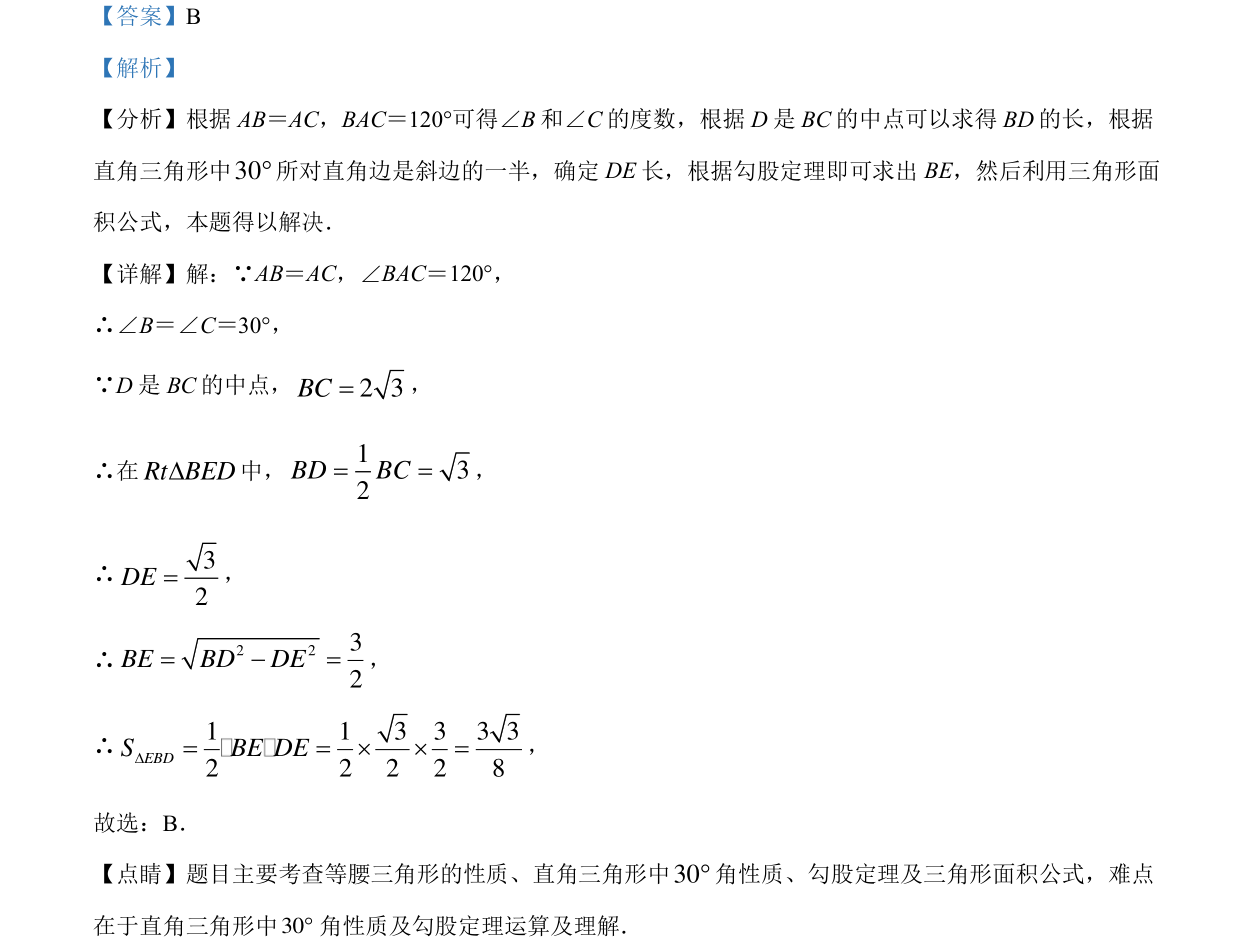 【答案】B
【解析】
【分析】根据 AB＝AC，BAC＝120°可得∠B 和∠C 的度数，根据 D 是 BC 的中点可以求得 BD 的长，根据
直角三角形中30°所对直角边是斜边的一半，确定 DE 长，根据勾股定理即可求出 BE，然后利用三角形面
积公式，本题得以解决．
【详解】解：∵AB＝AC，∠BAC＝120°，
∴∠B＝∠C＝30°，
∵D 是 BC 的中点，BC = 2√3，
∴在 RtΔBED 中，BD = 1/2 BC = √3，
∴ DE = √3/2，
∴ BE = √(BD² − DE²) = 3/2，
∴ S_ΔEBD = 1/2□BE□DE = 1/2 × √3/2 × 3/2 = 3√3/8，
故选：B．
【点睛】题目主要考查等腰三角形的性质、直角三角形中30°角性质、勾股定理及三角形面积公式，难点
在于直角三角形中30°角性质及勾股定理运算及理解．